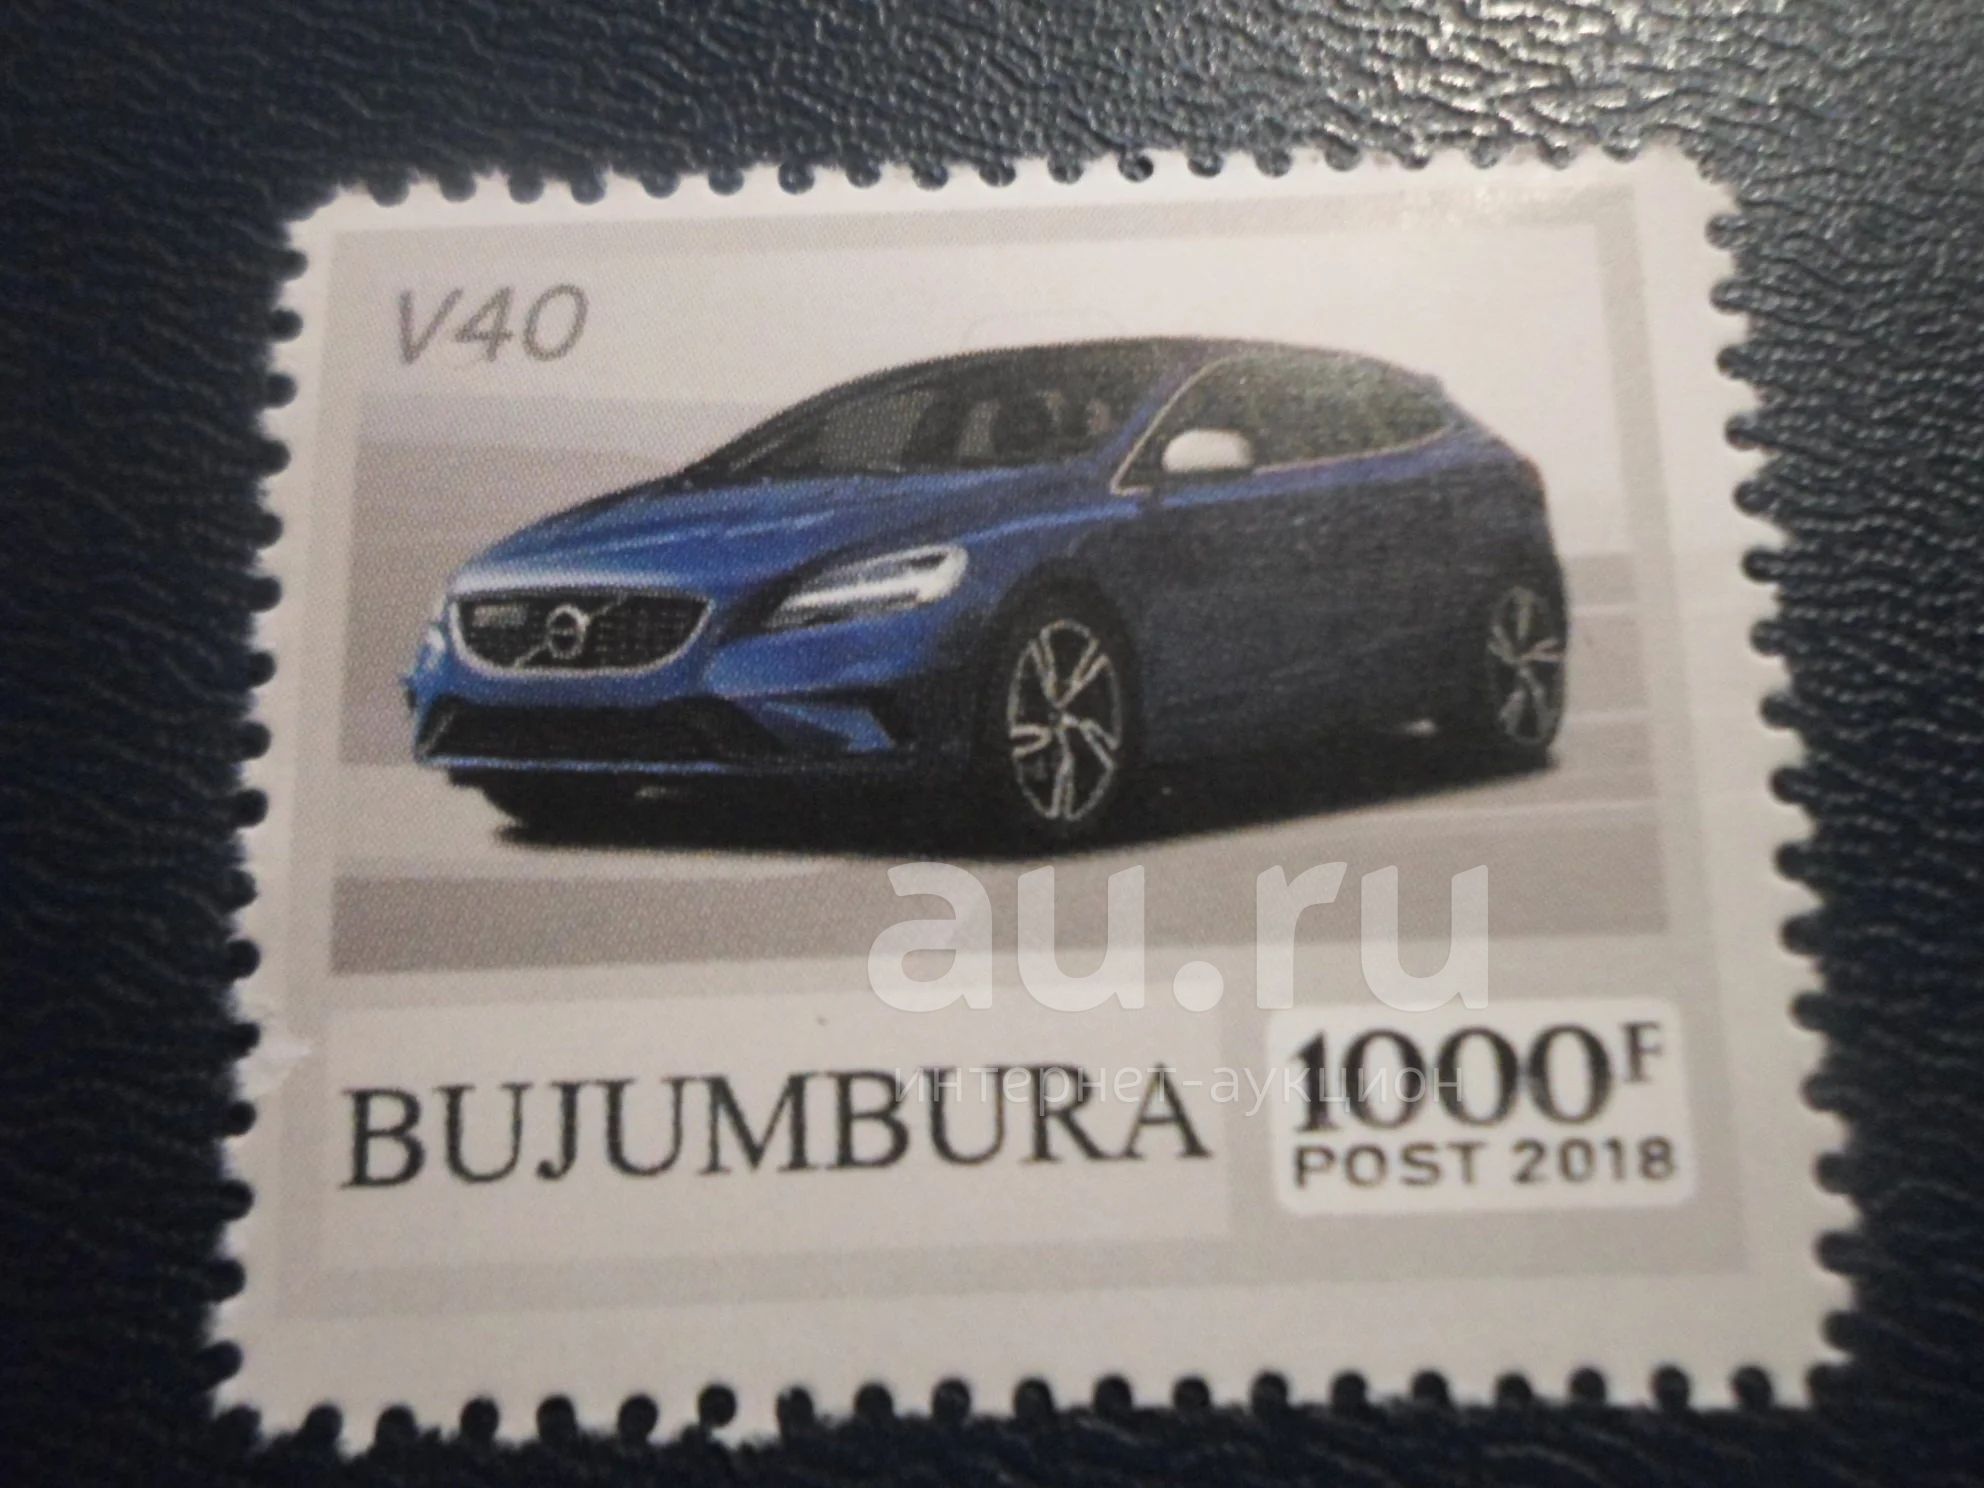 V40
au.ru
интернет-аукцион
BUJUMBURA
1000F
POST 2018